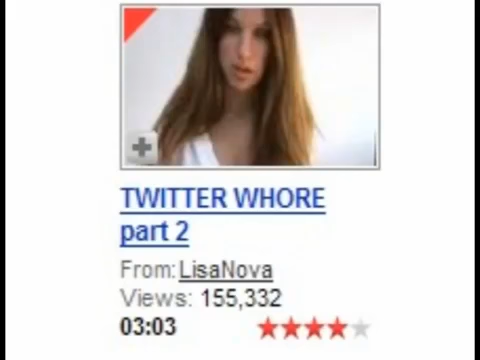 TWITTER WHORE
part 2
From: LisaNova
Views: 155,332
03:03